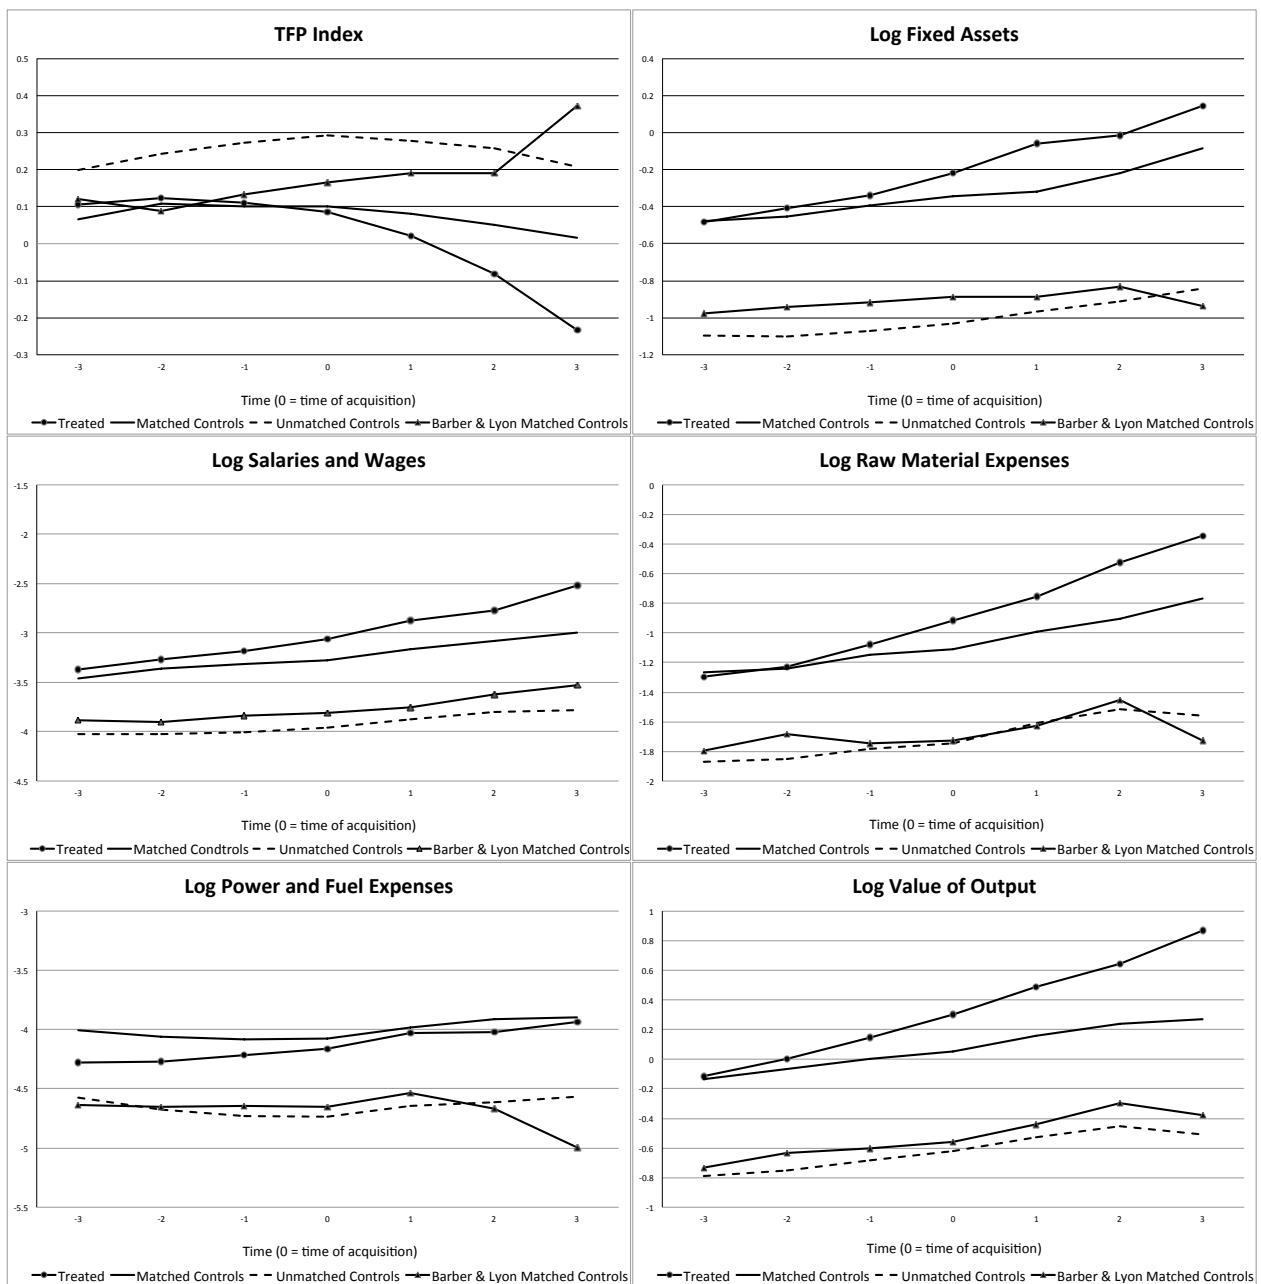 TFP Index
0.5
0.4
0.3
0.2
0.1
0
-0.1
-0.2
-0.3
-3 -2 -1 0 1 2 3
Time (0 = time of acquisition)
Treated Matched Controls Unmatched Controls Barber & Lyon Matched Controls
Log Fixed Assets
0.4
0.2
0
-0.2
-0.4
-0.6
-0.8
-1
-1.2
-3 -2 -1 0 1 2 3
Time (0 = time of acquisition)
Treated Matched Controls Unmatched Controls Barber & Lyon Matched Controls
Log Salaries and Wages
-1.5
-2
-2.5
-3
-3.5
-4
-4.5
-3 -2 -1 0 1 2 3
Time (0 = time of acquisition)
Treated Matched Condtrols Unmatched Controls Barber & Lyon Matched Controls
Log Raw Material Expenses
0
-0.2
-0.4
-0.6
-0.8
-1
-1.2
-1.4
-1.6
-1.8
-2
-3 -2 -1 0 1 2 3
Time (0 = time of acquisition)
Treated Matched Controls Unmatched Controls Barber & Lyon Matched Controls
Log Power and Fuel Expenses
-3
-3.5
-4
-4.5
-5
-5.5
-3 -2 -1 0 1 2 3
Time (0 = time of acquisition)
Treated Matched Controls Unmatched Controls Barber & Lyon Matched Controls
Log Value of Output
1
0.8
0.6
0.4
0.2
0
-0.2
-0.4
-0.6
-0.8
-1
-3 -2 -1 0 1 2 3
Time (0 = time of acquisition)
Treated Matched Controls Unmatched Controls Barber & Lyon Matched Controls